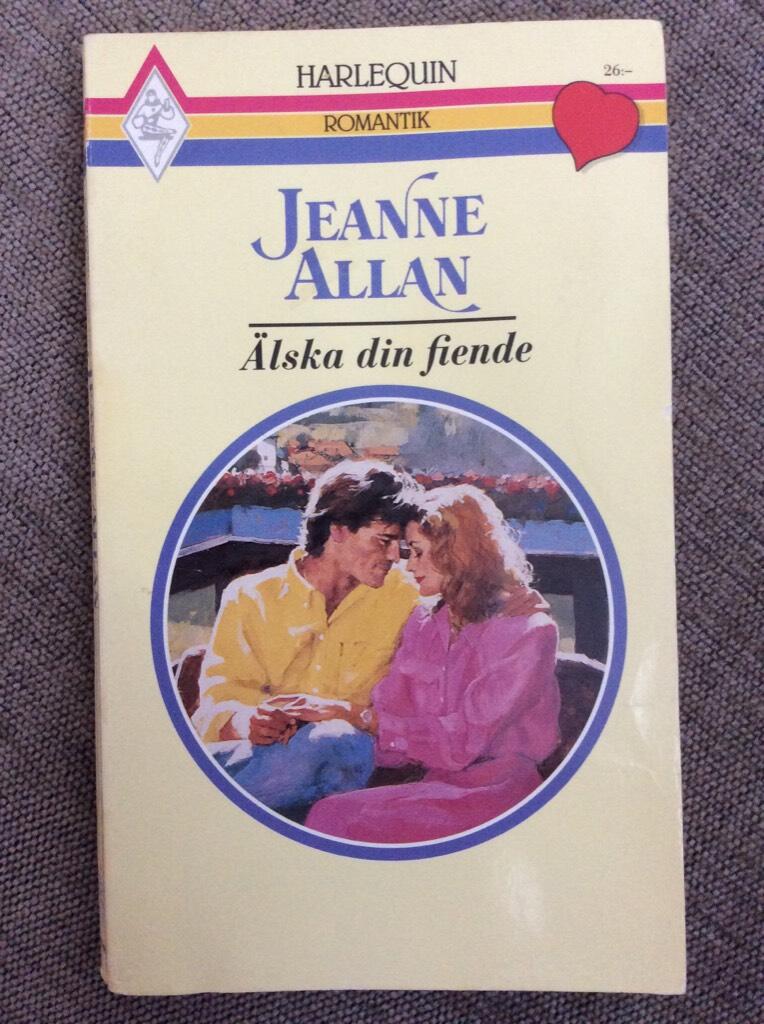 HARLEQUIN
26:–
ROMANTIK
JEANNE
ALLAN
Älska din fiende